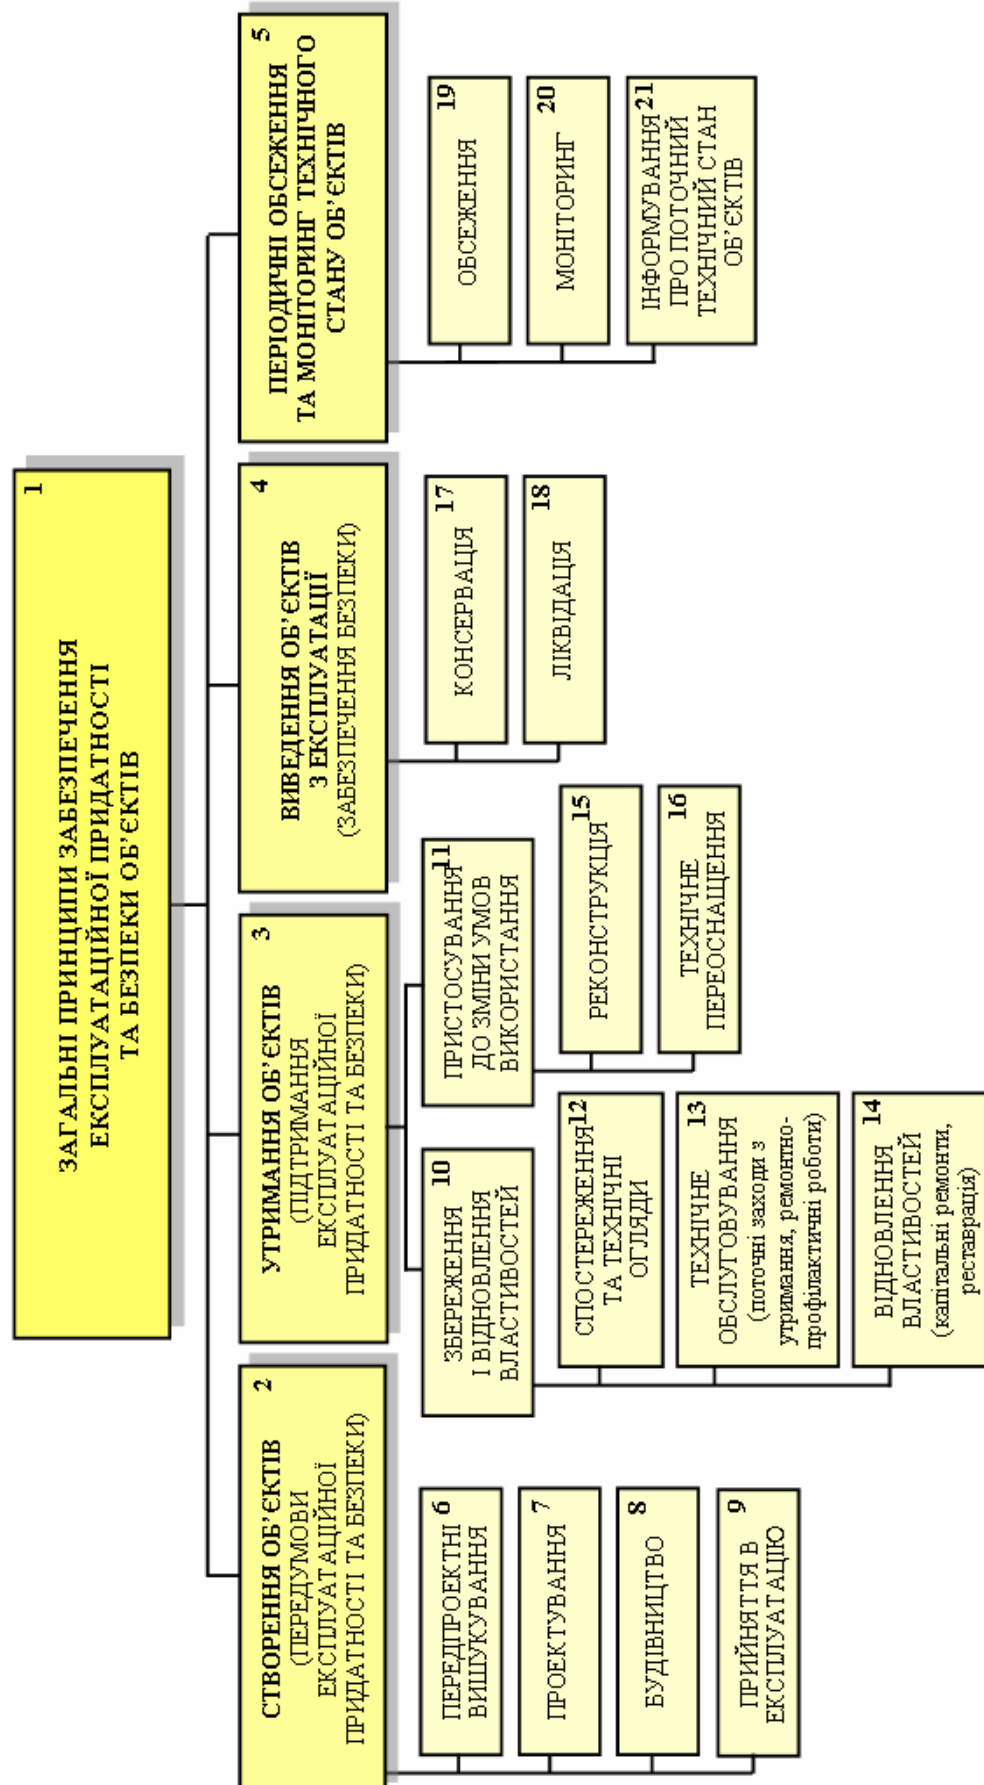 1
ЗАГАЛЬНІ ПРИНЦИПИ ЗАБЕЗПЕЧЕННЯ
ЕКСПЛУАТАЦІЙНОЇ ПРИДАТНОСТІ
ТА БЕЗПЕКИ ОБ’ЄКТІВ
2
СТВОРЕННЯ ОБ’ЄКТІВ
(ПЕРЕДУМОВИ
ЕКСПЛУАТАЦІЙНОЇ
ПРИДАТНОСТІ ТА БЕЗПЕКИ)
3
УТРИМАННЯ ОБ’ЄКТІВ
(ПІДТРИМАННЯ
ЕКСПЛУАТАЦІЙНОЇ
ПРИДАТНОСТІ ТА БЕЗПЕКИ)
4
ВИВЕДЕННЯ ОБ’ЄКТІВ
З ЕКСПЛУАТАЦІЇ
(ЗАБЕЗПЕЧЕННЯ БЕЗПЕКИ)
5
ПЕРІОДИЧНІ ОБСЕЖЕННЯ
ТА МОНІТОРИНГ ТЕХНІЧНОГО
СТАНУ ОБ’ЄКТІВ
6
ПЕРЕДПРОЕКТНІ
ВИШУКУВАННЯ
7
ПРОЕКТУВАННЯ
8
БУДІВНИЦТВО
9
ПРИЙНЯТТЯ В
ЕКСПЛУАТАЦІЮ
10
ЗБЕРЕЖЕННЯ
І ВІДНОВЛЕННЯ
ВЛАСТИВОСТЕЙ
11
ПРИСТОСУВАННЯ
ДО ЗМІНИ УМОВ
ВИКОРИСТАННЯ
12
СПОСТЕРЕЖЕННЯ
ТА ТЕХНІЧНІ
ОГЛЯДИ
13
ТЕХНІЧНЕ
ОБСЛУГОВУВАННЯ
(поточні заходи з
утримання, ремонтно-
профілактичні роботи)
14
ВІДНОВЛЕННЯ
ВЛАСТИВОСТЕЙ
(капітальні ремонти,
реставрація)
15
РЕКОНСТРУКЦІЯ
16
ТЕХНІЧНЕ
ПЕРЕОСНАЩЕННЯ
17
КОНСЕРВАЦІЯ
18
ЛІКВІДАЦІЯ
19
ОБСЕЖЕННЯ
20
МОНІТОРИНГ
21
ІНФОРМУВАННЯ
ПРО ПОТОЧНИЙ
ТЕХНІЧНИЙ СТАН
ОБ’ЄКТІВ